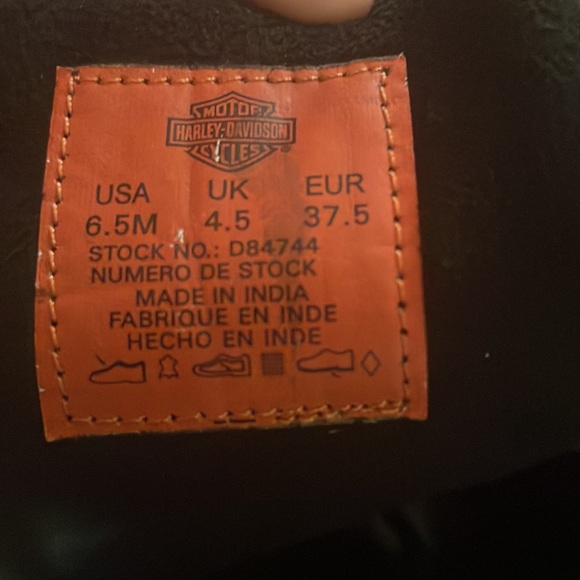 MOTOR
HARLEY-DAVIDSON
CYCLES
USA UK EUR
6.5M 4.5 37.5
STOCK NO.: D84744
NUMERO DE STOCK
MADE IN INDIA
FABRIQUE EN INDE
HECHO EN INDE